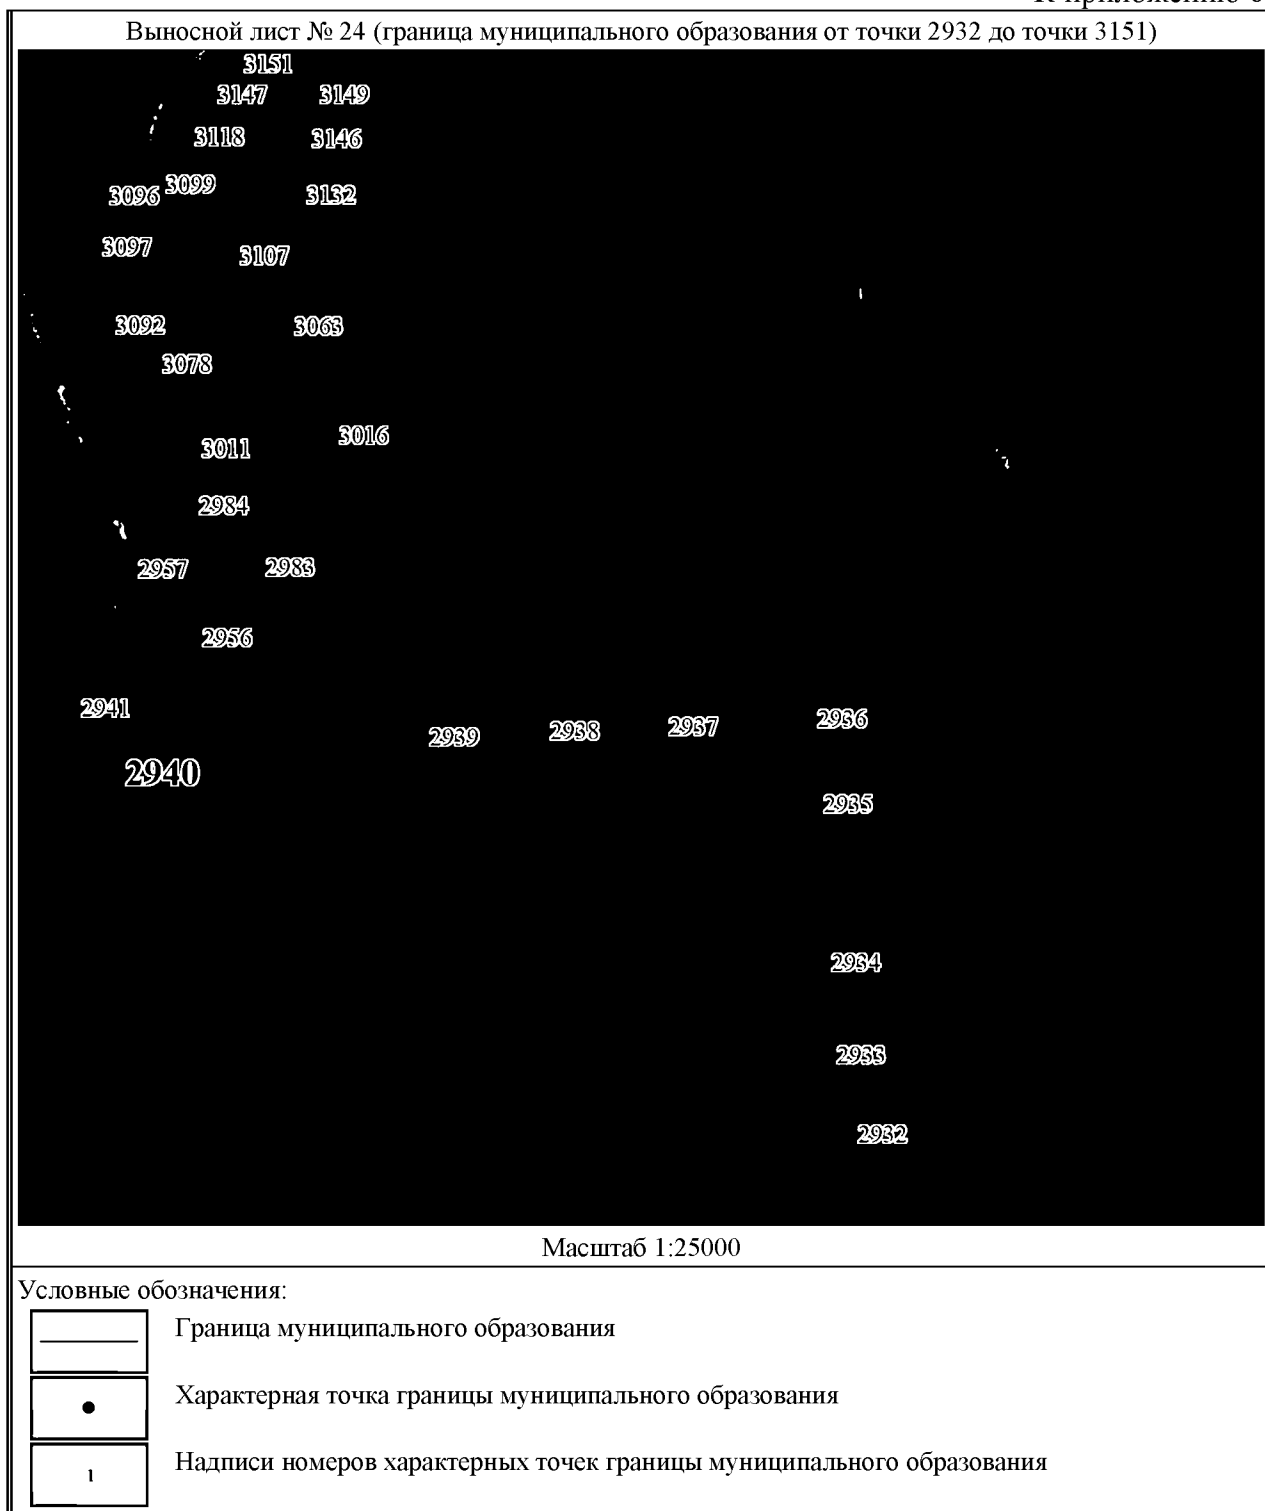 Выносной лист № 24 (граница муниципального образования от точки 2932 до точки 3151)
3151
3147 3149
3118 3146
3096 3099 3132
3097 3107
3092 3063
3078
3011 3016
2984
2957 2983
2956
2941
2939 2938 2937 2936
2940
2935
2934
2933
2932
Масштаб 1:25000
Условные обозначения:
Граница муниципального образования
Характерная точка границы муниципального образования
1 Надписи номеров характерных точек границы муниципального образования